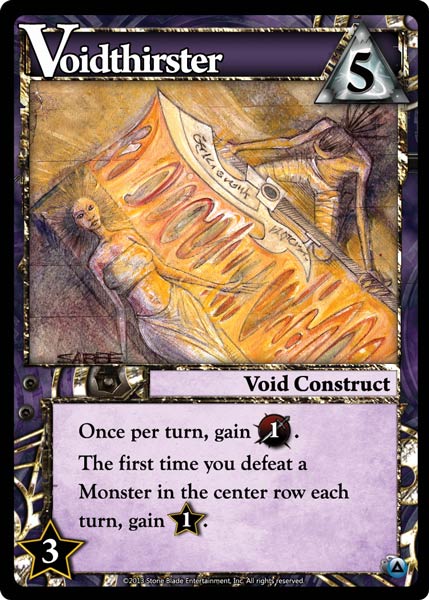 Voidthirster
5
SARBE
Void Construct
Once per turn, gain 1.
The first time you defeat a
Monster in the center row each
turn, gain 1.
3
©2013 Stone Blade Entertainment, Inc. All rights reserved.